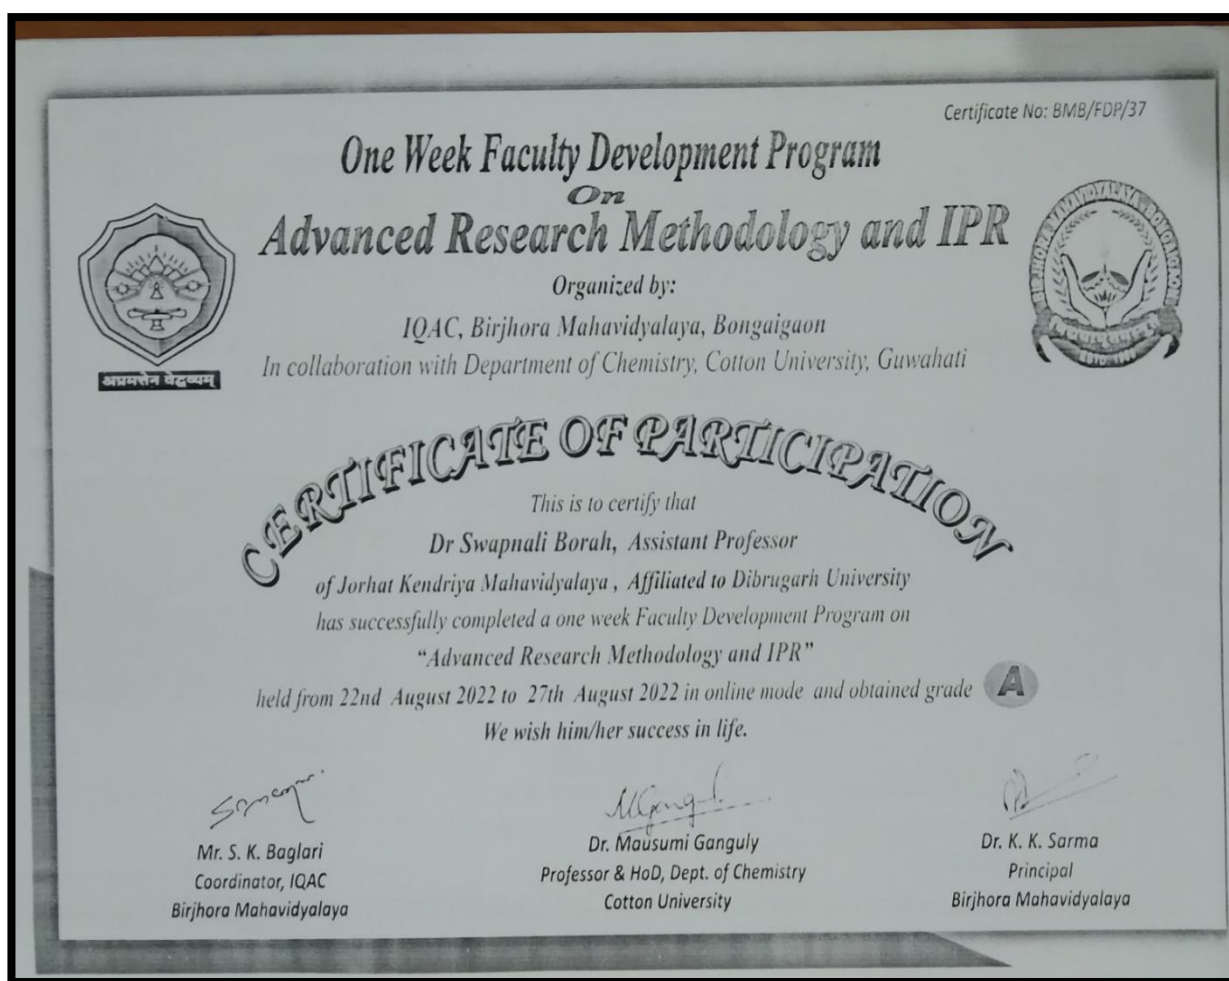 Certificate No: BMB/FDP/37
One Week Faculty Development Program
On
Advanced Research Methodology and IPR
Organized by:
IQAC, Birjhora Mahavidyalaya, Bongaigaon
In collaboration with Department of Chemistry, Cotton University, Guwahati
अप्रमत्तेन वेद्धव्यम्
BIRJHORA MAHAVIDYALAYA, BONGAIGAON
CERTIFICATE OF PARTICIPATION
This is to certify that
Dr Swapnali Borah, Assistant Professor
of Jorhat Kendriya Mahavidyalaya , Affiliated to Dibrugarh University
has successfully completed a one week Faculty Development Program on
“Advanced Research Methodology and IPR”
held from 22nd August 2022 to 27th August 2022 in online mode and obtained grade A
We wish him/her success in life.
Mr. S. K. Baglari
Coordinator, IQAC
Birjhora Mahavidyalaya
Dr. Mausumi Ganguly
Professor & HoD, Dept. of Chemistry
Cotton University
Dr. K. K. Sarma
Principal
Birjhora Mahavidyalaya